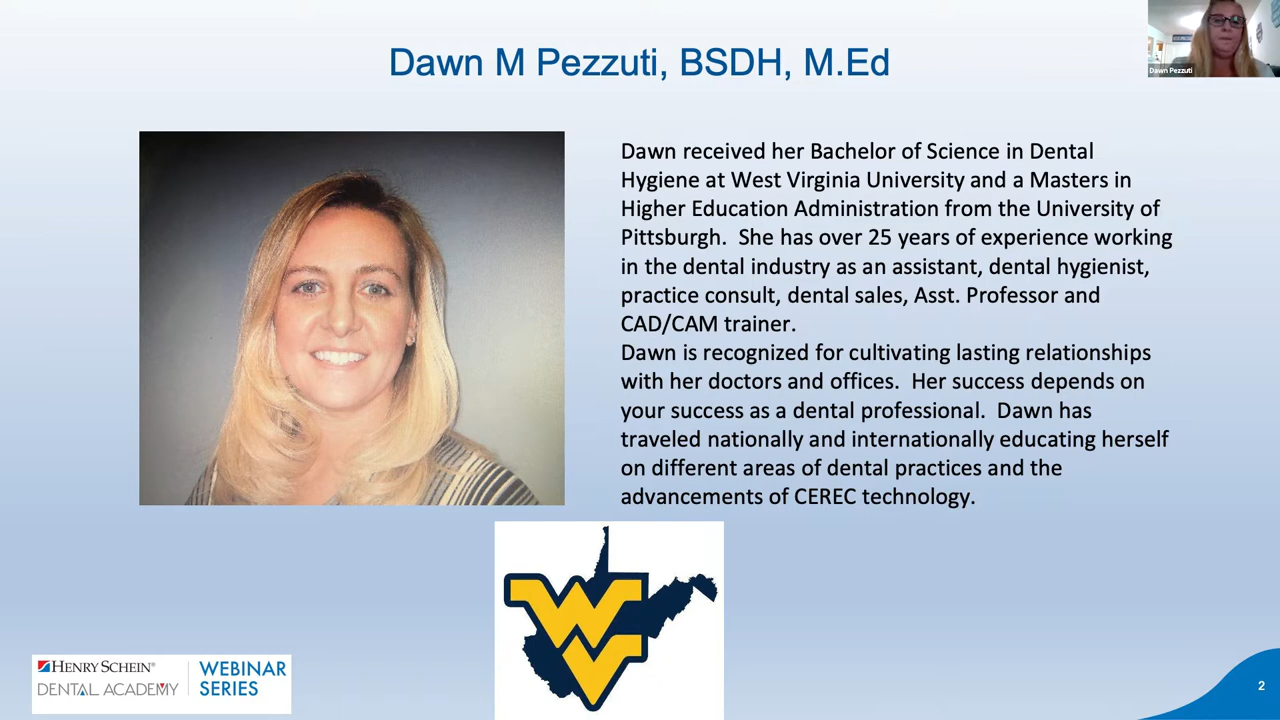 Dawn M Pezzuti, BSDH, M.Ed
Dawn Pezzuti
Dawn received her Bachelor of Science in Dental
Hygiene at West Virginia University and a Masters in
Higher Education Administration from the University of
Pittsburgh.  She has over 25 years of experience working
in the dental industry as an assistant, dental hygienist,
practice consult, dental sales, Asst. Professor and
CAD/CAM trainer.
Dawn is recognized for cultivating lasting relationships
with her doctors and offices.  Her success depends on
your success as a dental professional.  Dawn has
traveled nationally and internationally educating herself
on different areas of dental practices and the
advancements of CEREC technology.
WV
HENRY SCHEIN®
DENTAL ACADEMY
WEBINAR
SERIES
2